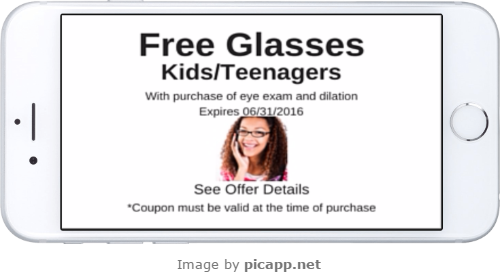 Free Glasses
Kids/Teenagers
With purchase of eye exam and dilation
Expires 06/31/2016
See Offer Details
*Coupon must be valid at the time of purchase
Image by picapp.net